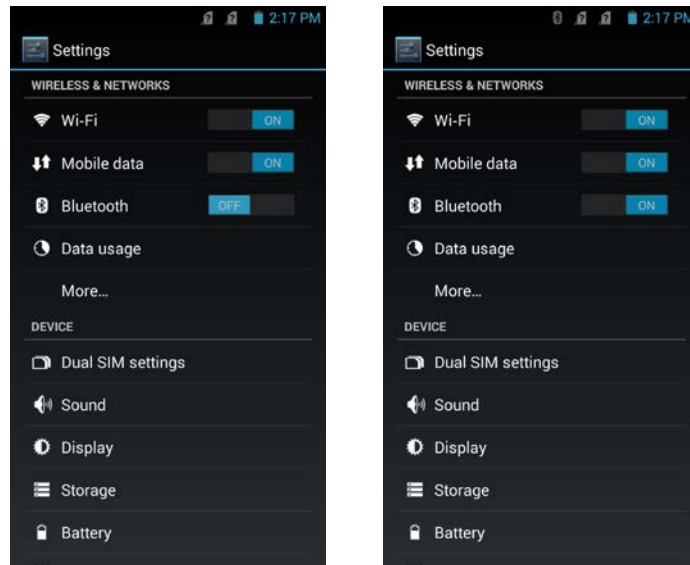 2:17 PM
Settings
WIRELESS & NETWORKS
Wi-Fi ON
Mobile data ON
Bluetooth OFF
Data usage
More...
DEVICE
Dual SIM settings
Sound
Display
Storage
Battery
2:17 PM
Settings
WIRELESS & NETWORKS
Wi-Fi ON
Mobile data ON
Bluetooth ON
Data usage
More...
DEVICE
Dual SIM settings
Sound
Display
Storage
Battery